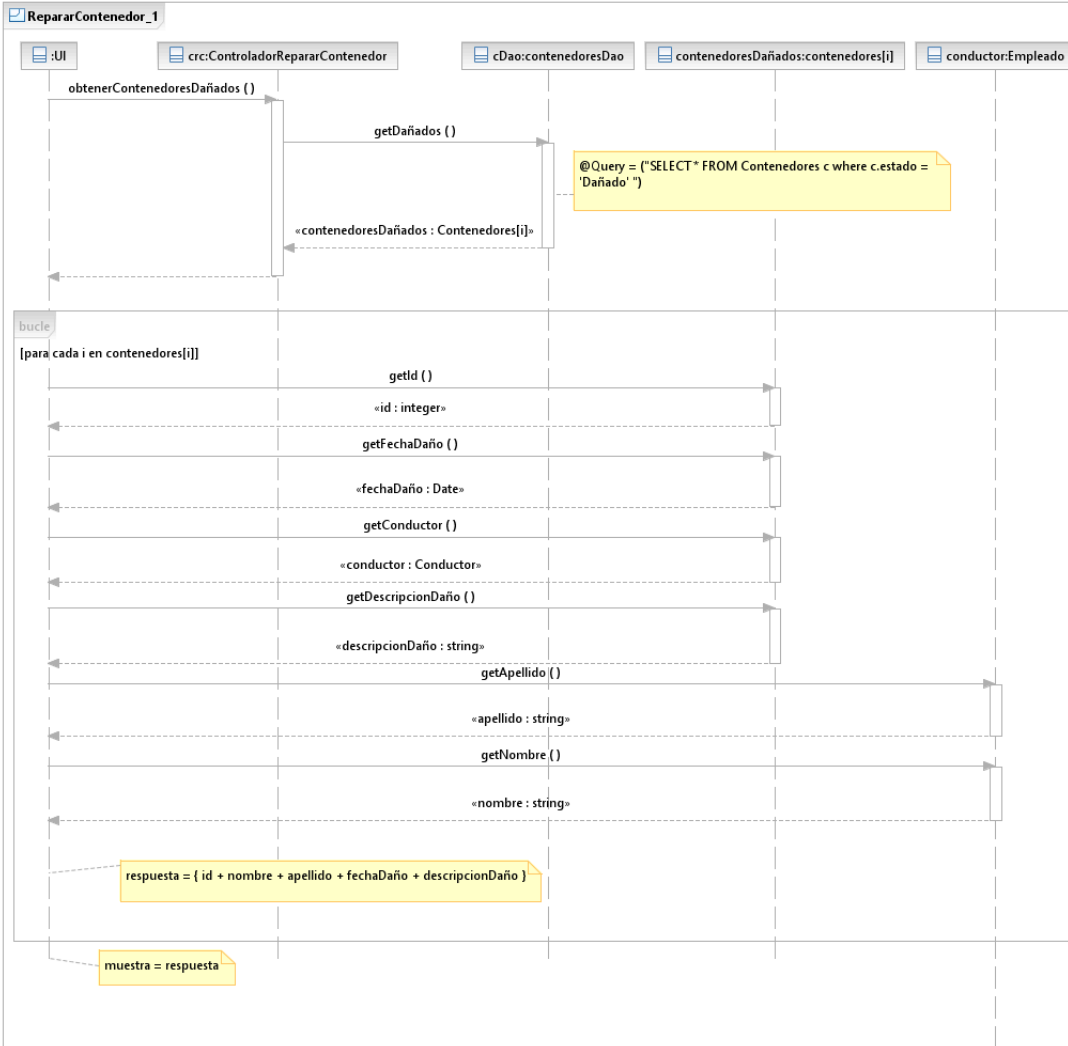 RepararContenedor_1
:UI
crc:ControladorRepararContenedor
cDao:contenedoresDao
contenedoresDañados:contenedores[i]
conductor:Empleado
obtenerContenedoresDañados ( )
getDañados ( )
@Query = ("SELECT* FROM Contenedores c where c.estado =
'Dañado' ")
«contenedoresDañados : Contenedores[i]»
bucle
[para cada i en contenedores[i]]
getId ( )
«id : integer»
getFechaDaño ( )
«fechaDaño : Date»
getConductor ( )
«conductor : Conductor»
getDescripcionDaño ( )
«descripcionDaño : string»
getApellido ( )
«apellido : string»
getNombre ( )
«nombre : string»
respuesta = { id + nombre + apellido + fechaDaño + descripcionDaño }
muestra = respuesta